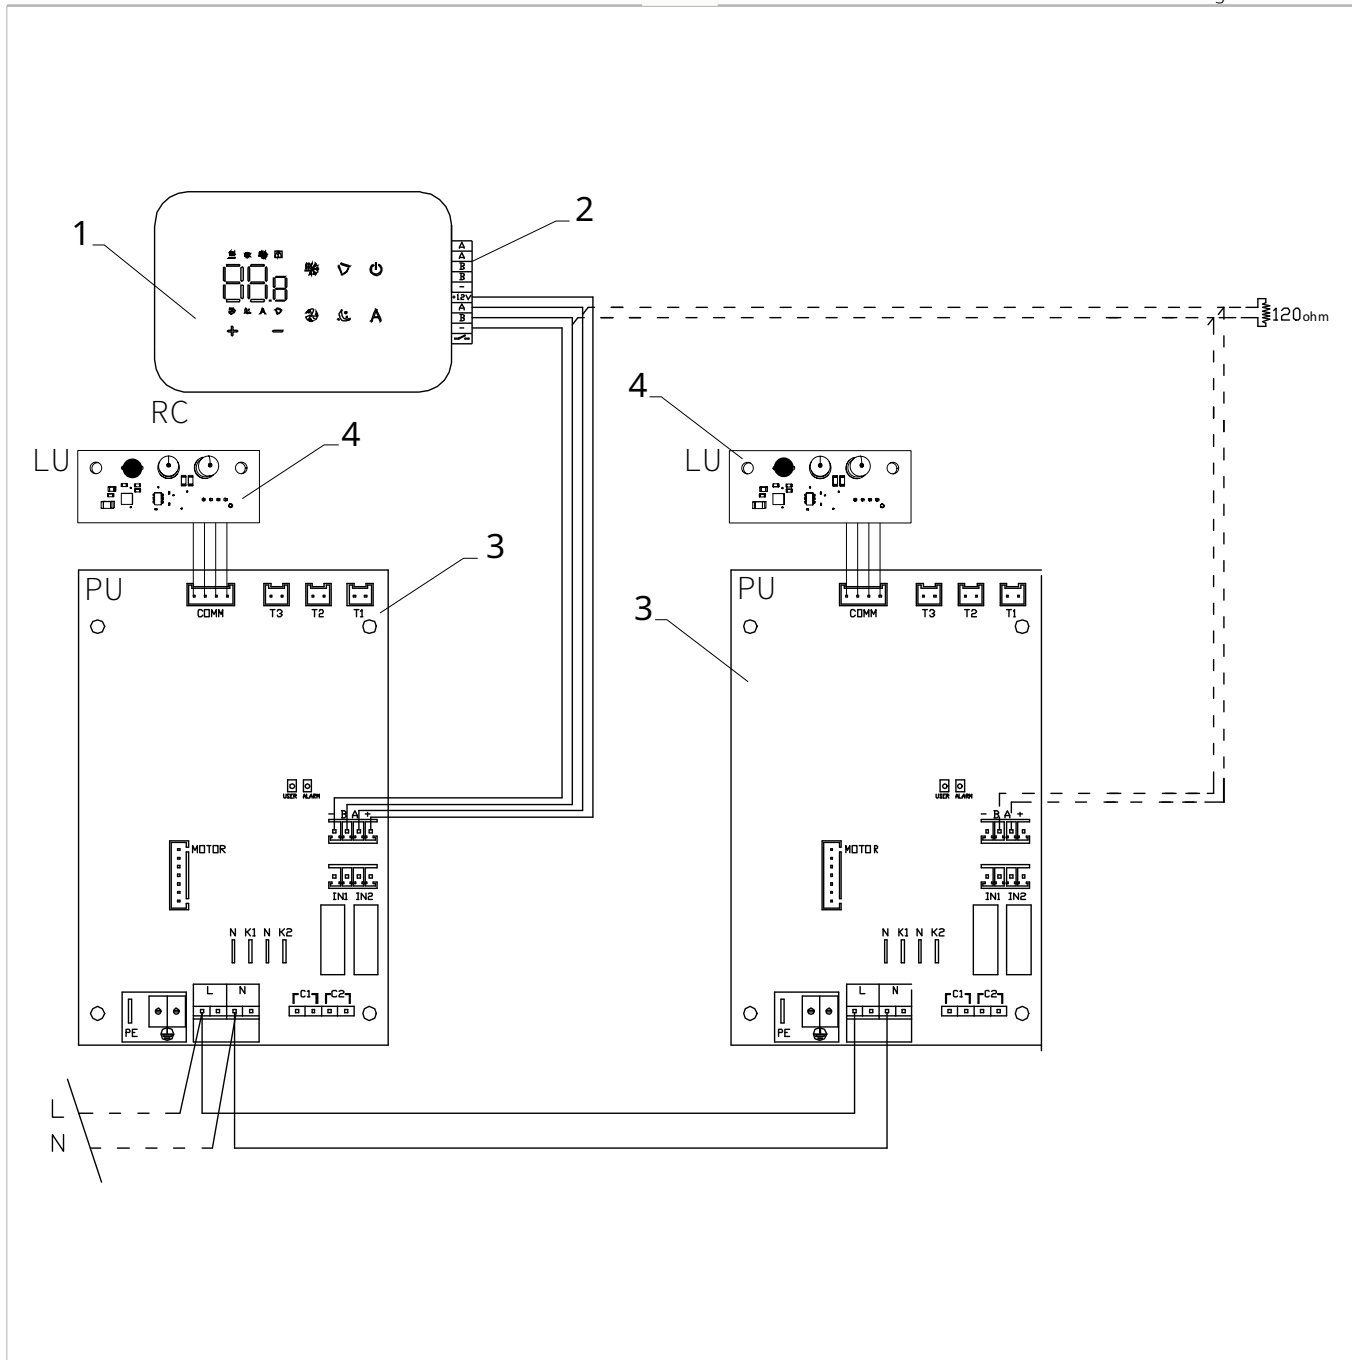 1
2
A
A
B
B
-
+12V
A
B
-
88.8
A
A
+ -
120ohm
RC
4
4
LU
LU
3
3
PU
PU
COMM T3 T2 T1
COMM T3 T2 T1
USER ALARM
USER ALARM
- B A +
- B A +
MOTOR
MOTOR
IN1 IN2
IN1 IN2
N K1 N K2
N K1 N K2
L N
L N
C1 C2
C1 C2
PE
PE
L
N